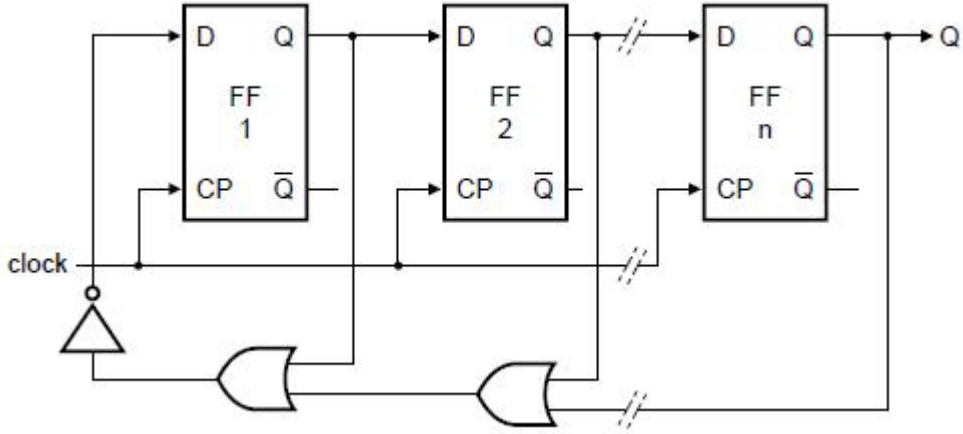 D Q D Q D Q Q
FF FF FF
1 2 n
CP Q̅ CP Q̅ CP Q̅
clock